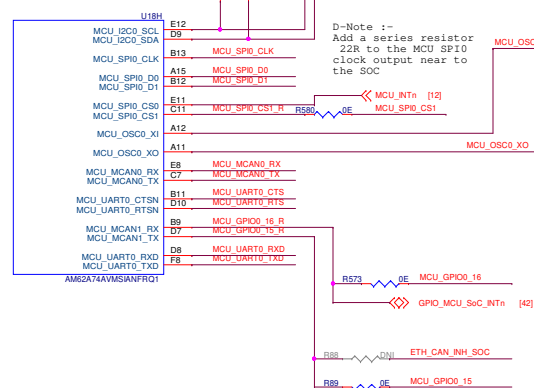 U18H
MCU_I2C0_SCL E12
MCU_I2C0_SDA D9
MCU_SPI0_CLK B13 MCU_SPI0_CLK
MCU_SPI0_D0 A15 MCU_SPI0_D0
MCU_SPI0_D1 B12 MCU_SPI0_D1
MCU_SPI0_CS0 E11
MCU_SPI0_CS1 C11 MCU_SPI0_CS1_R R580 0E MCU_SPI0_CS1
MCU_INTn [12]
MCU_OSC0_XI A12
MCU_OSC0_XO A11 MCU_OSC0_XO
MCU_MCAN0_RX E8 MCU_MCAN0_RX
MCU_MCAN0_TX C7 MCU_MCAN0_TX
MCU_UART0_CTSN B11 MCU_UART0_CTS
MCU_UART0_RTSN D10 MCU_UART0_RTS
MCU_MCAN1_RX B9 MCU_GPIO0_16_R
MCU_MCAN1_TX D7 MCU_GPIO0_15_R
MCU_UART0_RXD D8 MCU_UART0_RXD
MCU_UART0_TXD F8 MCU_UART0_TXD
AM62A74AVMSIANFRQ1
D-Note :-
Add a series resistor
22R to the MCU SPI0
clock output near to
the SOC
MCU_OSC
R573 0E MCU_GPIO0_16
GPIO_MCU_SoC_INTn [42]
R88 DNI ETH_CAN_INH_SOC
R89 0E MCU_GPIO0_15